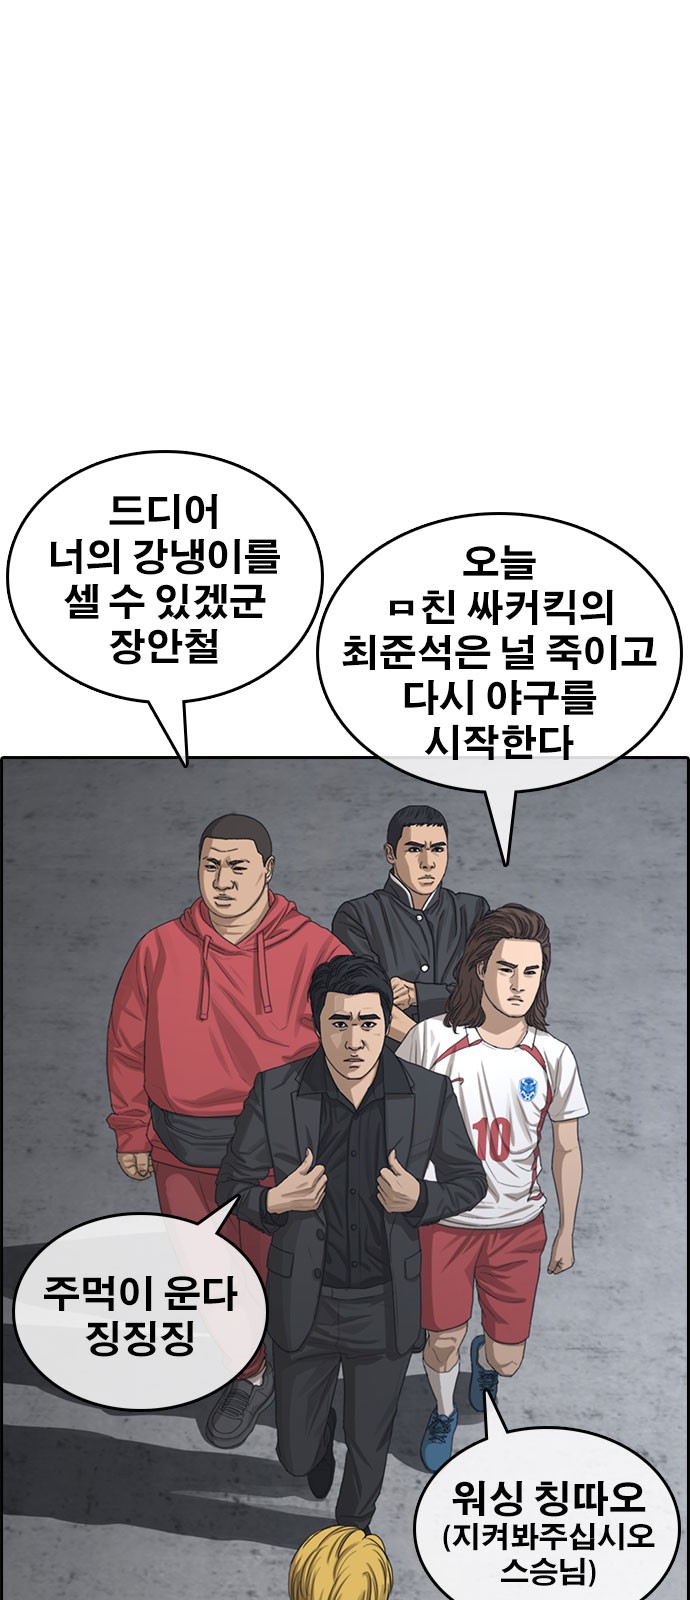 드디어
너의 강냉이를
셀 수 있겠군
장안철
오늘
ㅁ친 싸커킥의
최준석은 널 죽이고
다시 야구를
시작한다
10
주먹이 운다
징징징
워싱 칭따오
(지켜봐주십시오
스승님)